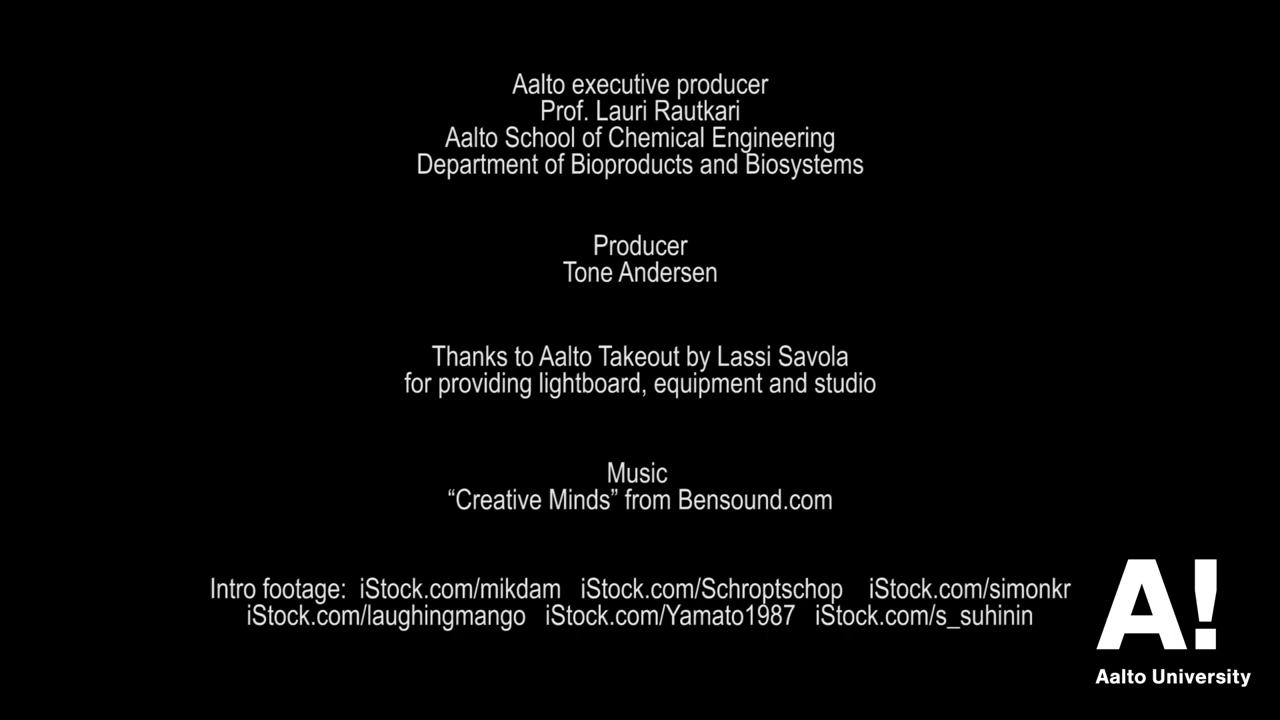 Aalto executive producer
Prof. Lauri Rautkari
Aalto School of Chemical Engineering
Department of Bioproducts and Biosystems
Producer
Tone Andersen
Thanks to Aalto Takeout by Lassi Savola
for providing lightboard, equipment and studio
Music
“Creative Minds” from Bensound.com
Intro footage:  iStock.com/mikdam   iStock.com/Schroptschop    iStock.com/simonkr
iStock.com/laughingmango   iStock.com/Yamato1987   iStock.com/s_suhinin
A!
Aalto University